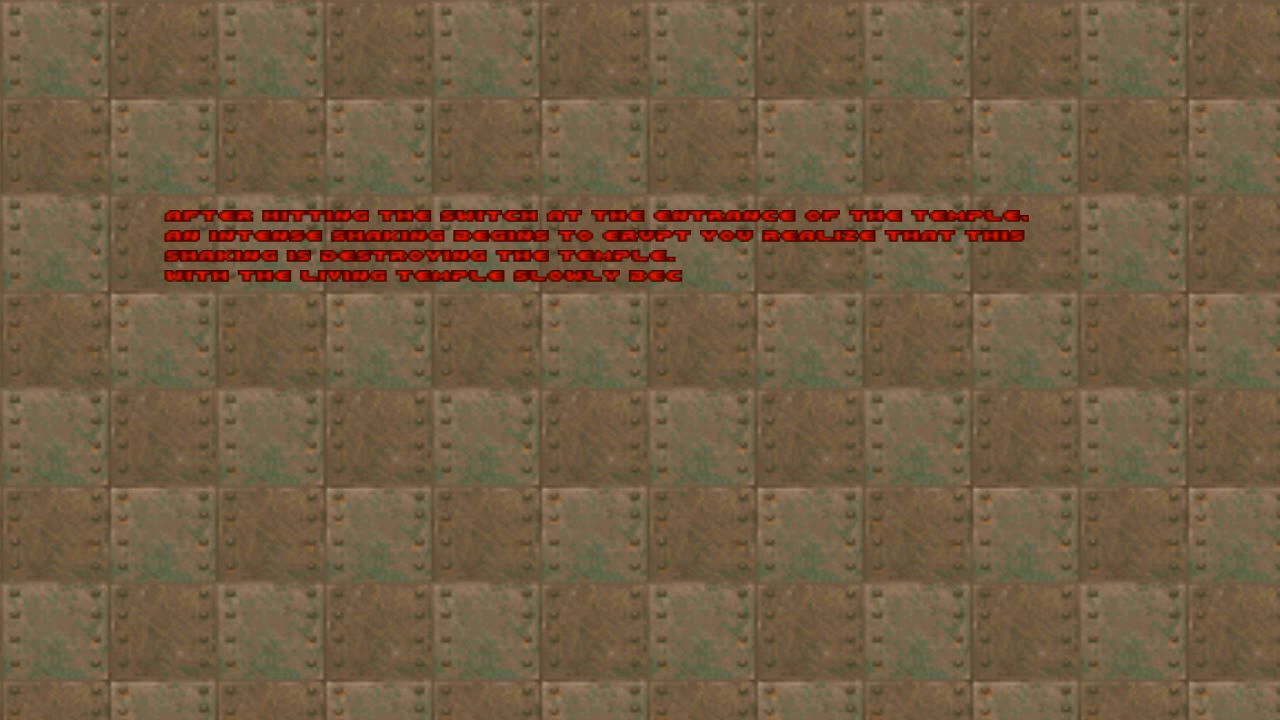 AFTER HITTING THE SWITCH AT THE ENTRANCE OF THE TEMPLE,
AN INTENSE SHAKING BEGINS TO ERUPT YOU REALIZE THAT THIS
SHAKING IS DESTROYING THE TEMPLE.
WITH THE LIVING TEMPLE SLOWLY BEC